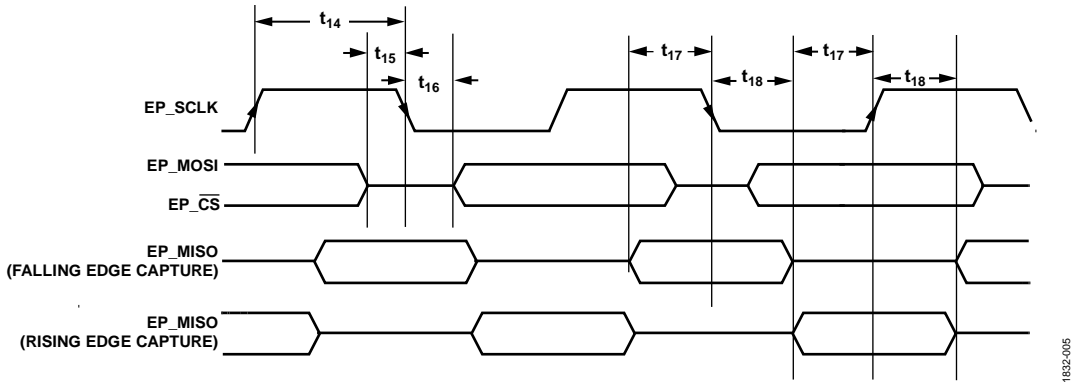 t14
t15
t16
t17
t18
t17
t18
EP_SCLK
EP_MOSI
EP_C̅S̅
EP_MISO
(FALLING EDGE CAPTURE)
EP_MISO
(RISING EDGE CAPTURE)
1832-005